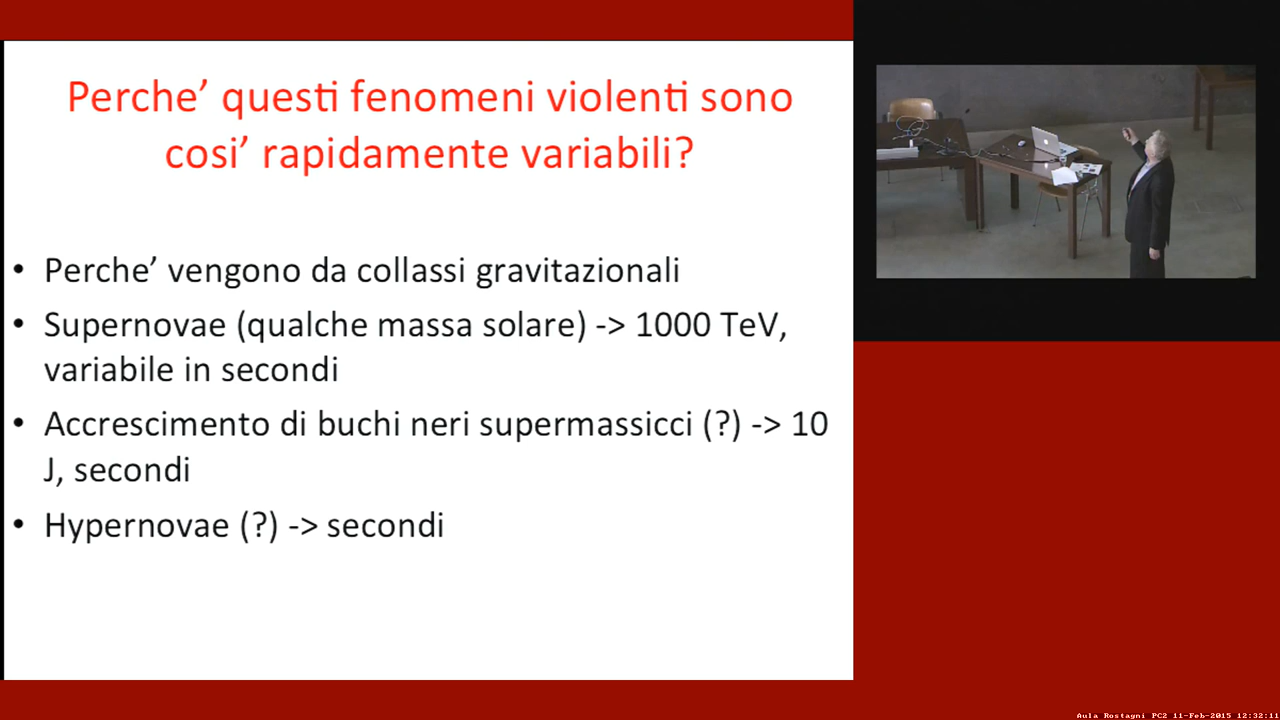 Perche’ questi fenomeni violenti sono
cosi’ rapidamente variabili?
• Perche’ vengono da collassi gravitazionali
• Supernovae (qualche massa solare) -> 1000 TeV,
variabile in secondi
• Accrescimento di buchi neri supermassicci (?) -> 10
J, secondi
• Hypernovae (?) -> secondi
Aula Rostagni PC2 11-Feb-2015 12:32:11